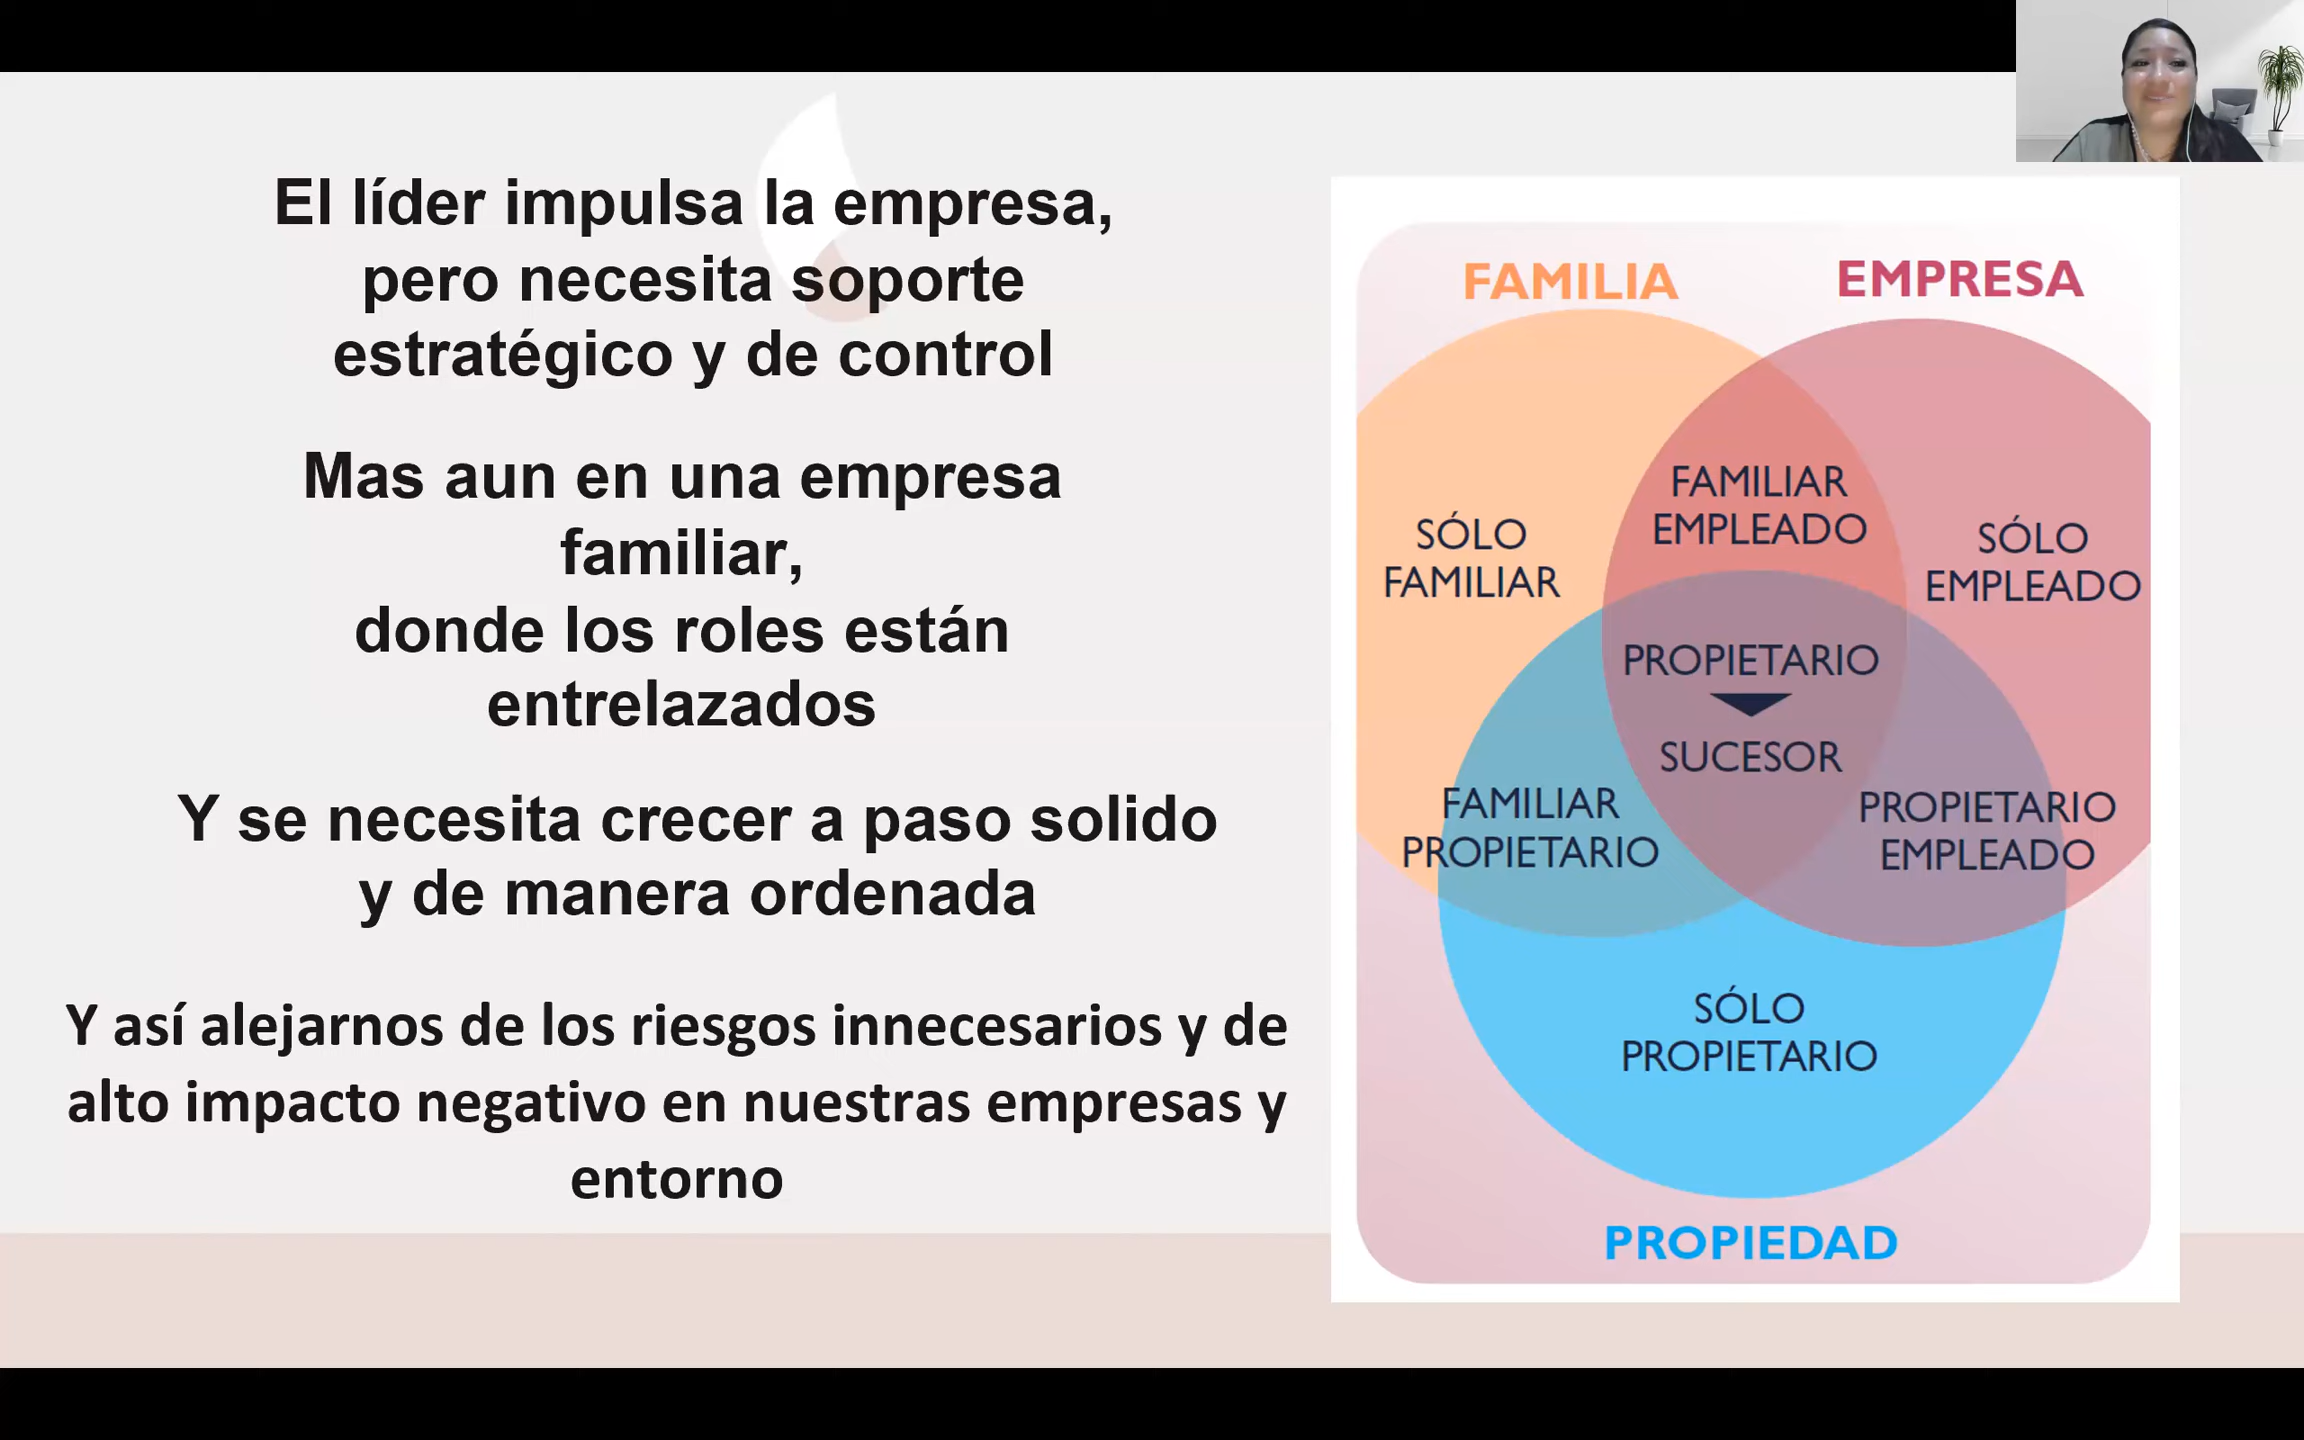 El líder impulsa la empresa,
pero necesita soporte
estratégico y de control
Mas aun en una empresa
familiar,
donde los roles están
entrelazados
Y se necesita crecer a paso solido
y de manera ordenada
Y así alejarnos de los riesgos innecesarios y de
alto impacto negativo en nuestras empresas y
entorno
FAMILIA
EMPRESA
FAMILIAR
EMPLEADO
SÓLO
FAMILIAR
SÓLO
EMPLEADO
PROPIETARIO
SUCESOR
FAMILIAR
PROPIETARIO
PROPIETARIO
EMPLEADO
SÓLO
PROPIETARIO
PROPIEDAD